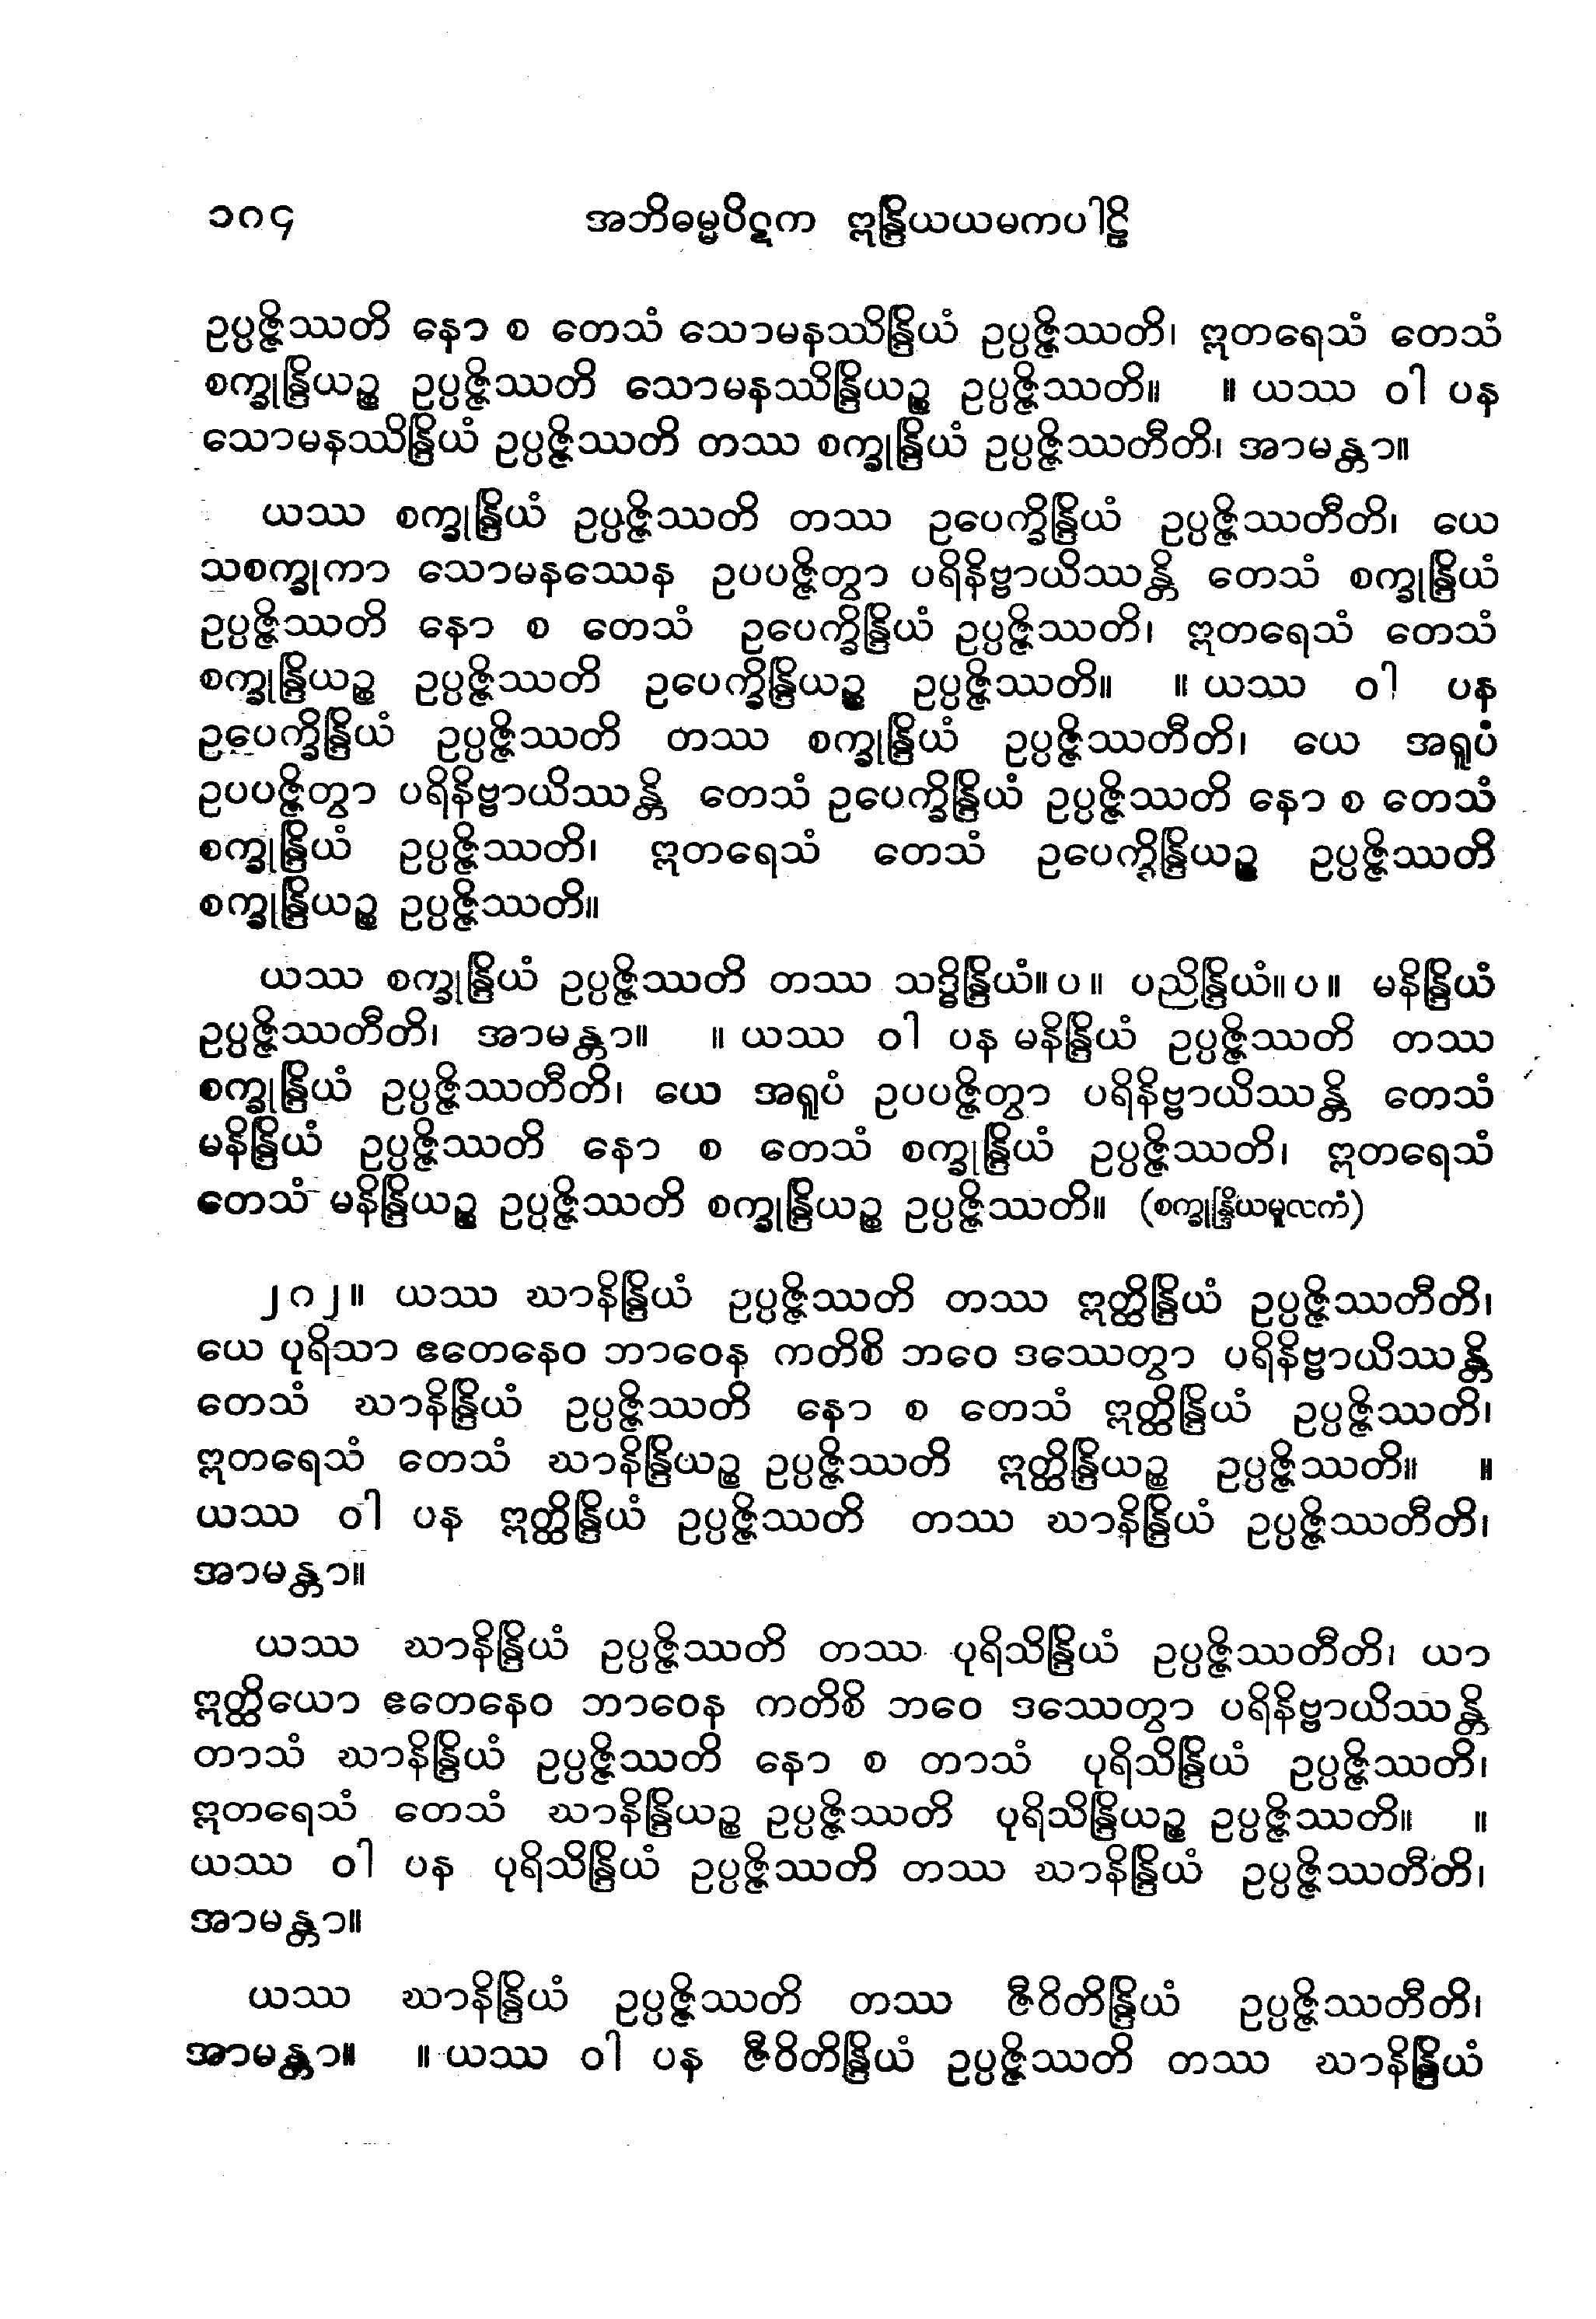 ၁၈၄ အဘိဓမ္မပိဋက ဣန္ဒြိယယမကပါဠိ
ဥပ္ပဇ္ဇိဿတိ နော စ တေသံ သောမနဿိန္ဒြိယံ ဥပ္ပဇ္ဇိဿတိ၊ ဣတရေသံ တေသံ
စက္ခုန္ဒြိယဉ္စ ဥပ္ပဇ္ဇိဿတိ သောမနဿိန္ဒြိယဉ္စ ဥပ္ပဇ္ဇိဿတိ။ ။ ယဿ ဝါ ပန
သောမနဿိန္ဒြိယံ ဥပ္ပဇ္ဇိဿတိ တဿ စက္ခုန္ဒြိယံ ဥပ္ပဇ္ဇိဿတီတိ၊ အာမန္တာ။
ယဿ စက္ခုန္ဒြိယံ ဥပ္ပဇ္ဇိဿတိ တဿ ဥပေက္ခိန္ဒြိယံ ဥပ္ပဇ္ဇိဿတီတိ၊ ယေ
သစက္ခုကာ သောမနဿေန ဥပပဇ္ဇိတွာ ပရိနိဗ္ဗာယိဿန္တိ တေသံ စက္ခုန္ဒြိယံ
ဥပ္ပဇ္ဇိဿတိ နော စ တေသံ ဥပေက္ခိန္ဒြိယံ ဥပ္ပဇ္ဇိဿတိ၊ ဣတရေသံ တေသံ
စက္ခုန္ဒြိယဉ္စ ဥပ္ပဇ္ဇိဿတိ ဥပေက္ခိန္ဒြိယဉ္စ ဥပ္ပဇ္ဇိဿတိ။ ။ ယဿ ဝါ ပန
ဥပေက္ခိန္ဒြိယံ ဥပ္ပဇ္ဇိဿတိ တဿ စက္ခုန္ဒြိယံ ဥပ္ပဇ္ဇိဿတီတိ၊ ယေ အရူပံ
ဥပပဇ္ဇိတွာ ပရိနိဗ္ဗာယိဿန္တိ တေသံ ဥပေက္ခိန္ဒြိယံ ဥပ္ပဇ္ဇိဿတိ နော စ တေသံ
စက္ခုန္ဒြိယံ ဥပ္ပဇ္ဇိဿတိ၊ ဣတရေသံ တေသံ ဥပေက္ခိန္ဒြိယဉ္စ ဥပ္ပဇ္ဇိဿတိ
စက္ခုန္ဒြိယဉ္စ ဥပ္ပဇ္ဇိဿတိ။
ယဿ စက္ခုန္ဒြိယံ ဥပ္ပဇ္ဇိဿတိ တဿ သဒ္ဓိန္ဒြိယံ။ပ။ ပညိန္ဒြိယံ။ပ။ မနိန္ဒြိယံ
ဥပ္ပဇ္ဇိဿတီတိ၊ အာမန္တာ။ ။ ယဿ ဝါ ပန မနိန္ဒြိယံ ဥပ္ပဇ္ဇိဿတိ တဿ
စက္ခုန္ဒြိယံ ဥပ္ပဇ္ဇိဿတီတိ၊ ယေ အရူပံ ဥပပဇ္ဇိတွာ ပရိနိဗ္ဗာယိဿန္တိ တေသံ
မနိန္ဒြိယံ ဥပ္ပဇ္ဇိဿတိ နော စ တေသံ စက္ခုန္ဒြိယံ ဥပ္ပဇ္ဇိဿတိ၊ ဣတရေသံ
တေသံ မနိန္ဒြိယဉ္စ ဥပ္ပဇ္ဇိဿတိ စက္ခုန္ဒြိယဉ္စ ဥပ္ပဇ္ဇိဿတိ။ (စက္ခုန္ဒြိယမူလကံ)
၂၈၂။ ယဿ ဃာနိန္ဒြိယံ ဥပ္ပဇ္ဇိဿတိ တဿ ဣတ္ထိန္ဒြိယံ ဥပ္ပဇ္ဇိဿတီတိ၊
ယေ ပုရိသာ ဧတေနေဝ ဘာဝေန ကတိစိ ဘဝေ ဒဿေတွာ ပရိနိဗ္ဗာယိဿန္တိ
တေသံ ဃာနိန္ဒြိယံ ဥပ္ပဇ္ဇိဿတိ နော စ တေသံ ဣတ္ထိန္ဒြိယံ ဥပ္ပဇ္ဇိဿတိ၊
ဣတရေသံ တေသံ ဃာနိန္ဒြိယဉ္စ ဥပ္ပဇ္ဇိဿတိ ဣတ္ထိန္ဒြိယဉ္စ ဥပ္ပဇ္ဇိဿတိ။ ။
ယဿ ဝါ ပန ဣတ္ထိန္ဒြိယံ ဥပ္ပဇ္ဇိဿတိ တဿ ဃာနိန္ဒြိယံ ဥပ္ပဇ္ဇိဿတီတိ၊
အာမန္တာ။
ယဿ ဃာနိန္ဒြိယံ ဥပ္ပဇ္ဇိဿတိ တဿ ပုရိသိန္ဒြိယံ ဥပ္ပဇ္ဇိဿတီတိ၊ ယာ
ဣတ္ထိယော ဧတေနေဝ ဘာဝေန ကတိစိ ဘဝေ ဒဿေတွာ ပရိနိဗ္ဗာယိဿန္တိ
တာသံ ဃာနိန္ဒြိယံ ဥပ္ပဇ္ဇိဿတိ နော စ တာသံ ပုရိသိန္ဒြိယံ ဥပ္ပဇ္ဇိဿတိ၊
ဣတရေသံ တေသံ ဃာနိန္ဒြိယဉ္စ ဥပ္ပဇ္ဇိဿတိ ပုရိသိန္ဒြိယဉ္စ ဥပ္ပဇ္ဇိဿတိ။ ။
ယဿ ဝါ ပန ပုရိသိန္ဒြိယံ ဥပ္ပဇ္ဇိဿတိ တဿ ဃာနိန္ဒြိယံ ဥပ္ပဇ္ဇိဿတီတိ၊
အာမန္တာ။
ယဿ ဃာနိန္ဒြိယံ ဥပ္ပဇ္ဇိဿတိ တဿ ဇီဝိတိန္ဒြိယံ ဥပ္ပဇ္ဇိဿတီတိ၊
အာမန္တာ။ ။ ယဿ ဝါ ပန ဇီဝိတိန္ဒြိယံ ဥပ္ပဇ္ဇိဿတိ တဿ ဃာနိန္ဒြိယံ